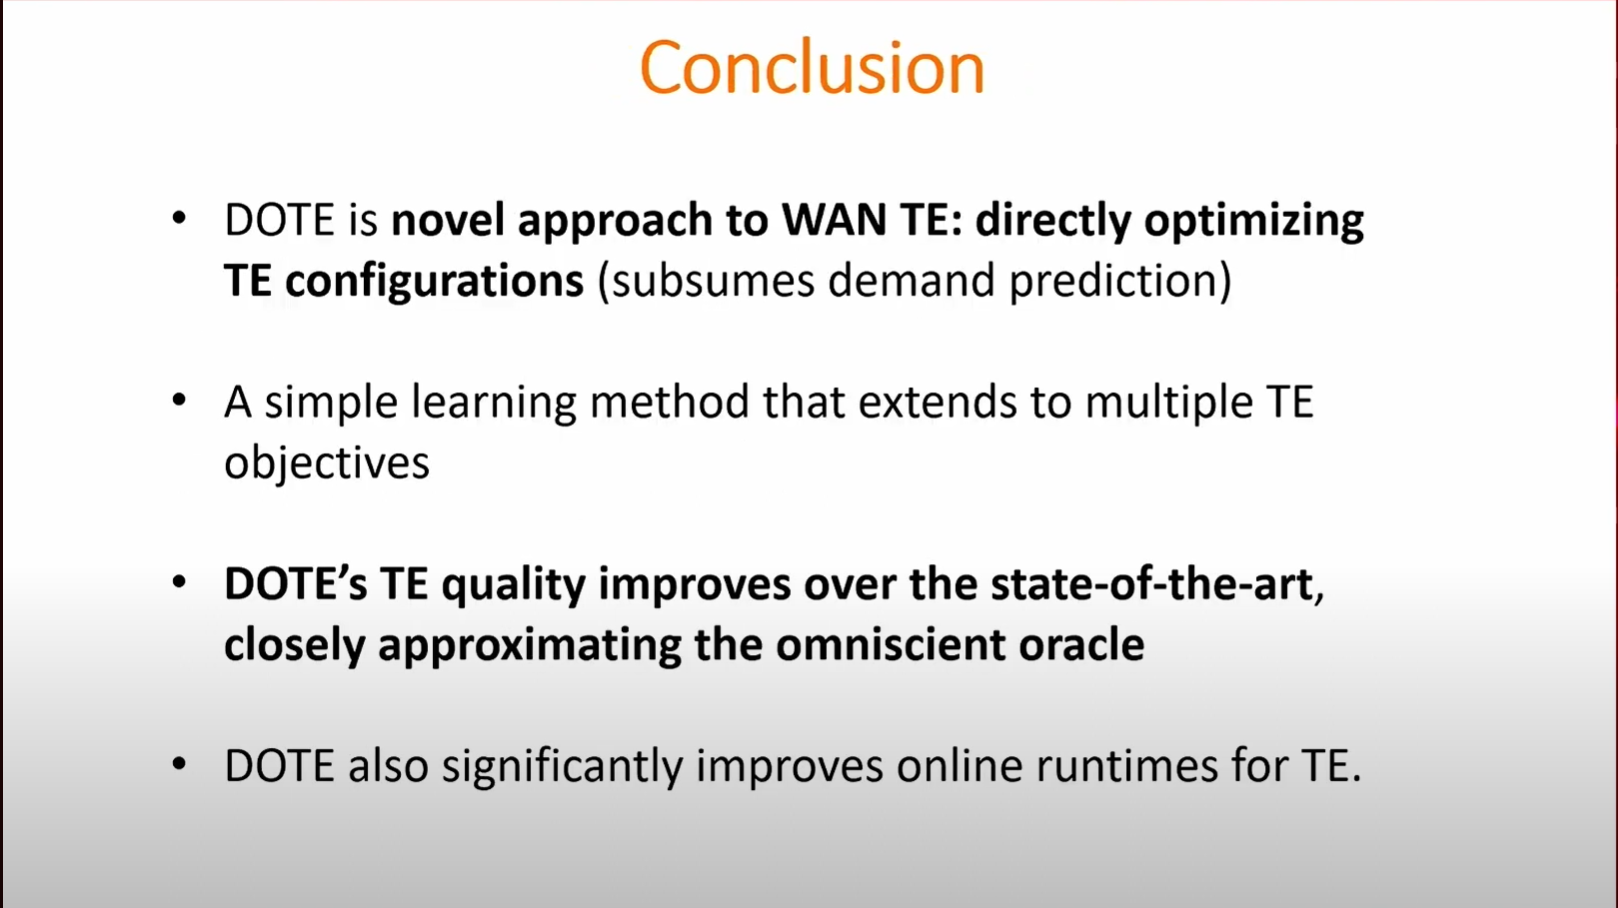 Conclusion
• DOTE is novel approach to WAN TE: directly optimizing
TE configurations (subsumes demand prediction)
• A simple learning method that extends to multiple TE
objectives
• DOTE’s TE quality improves over the state-of-the-art,
closely approximating the omniscient oracle
• DOTE also significantly improves online runtimes for TE.